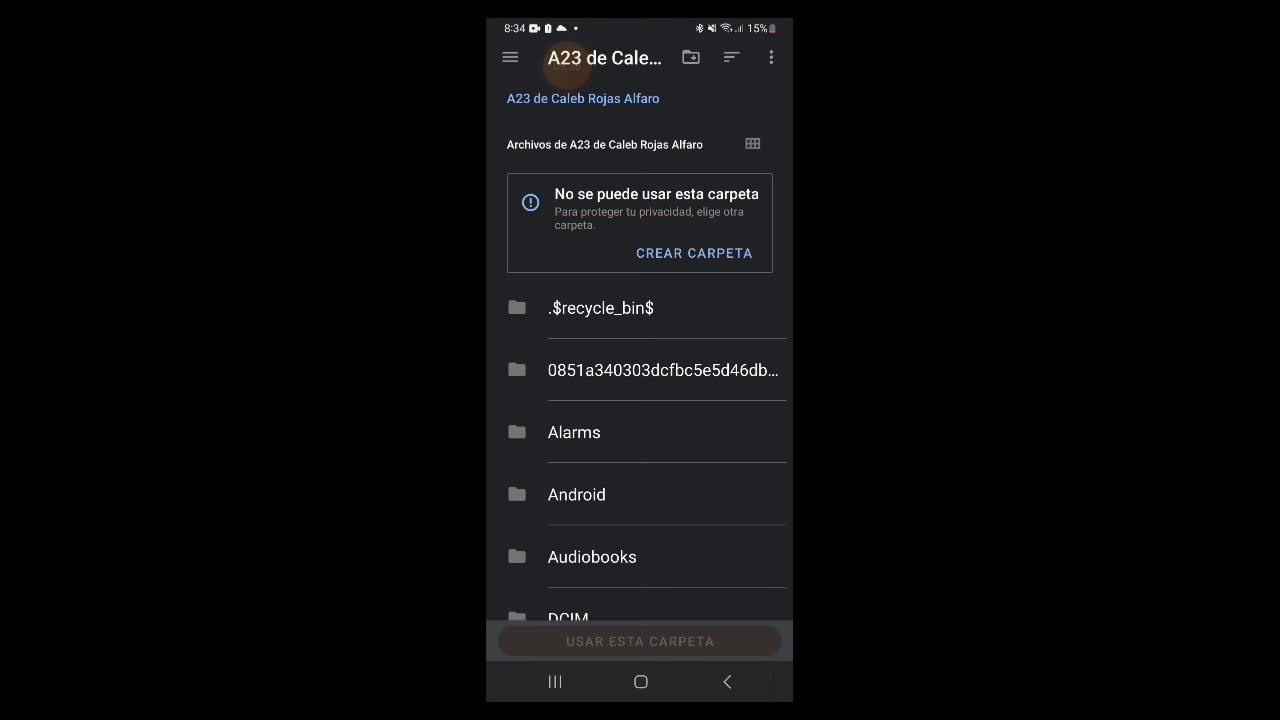 8:34
15%
A23 de Cale...
A23 de Caleb Rojas Alfaro
Archivos de A23 de Caleb Rojas Alfaro
No se puede usar esta carpeta
Para proteger tu privacidad, elige otra
carpeta.
CREAR CARPETA
.$recycle_bin$
0851a340303dcfbc5e5d46db...
Alarms
Android
Audiobooks
DCIM
USAR ESTA CARPETA